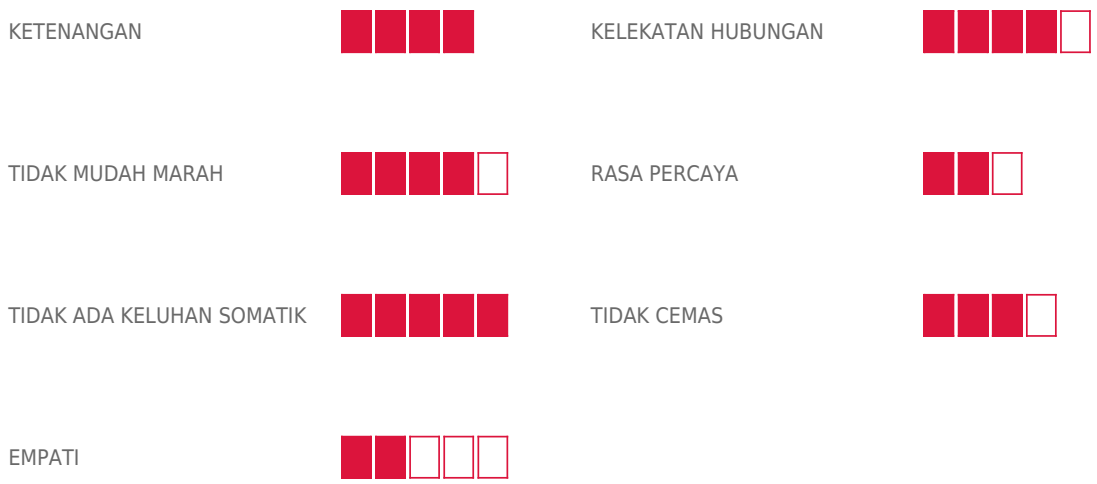 KETENANGAN
KELEKATAN HUBUNGAN
TIDAK MUDAH MARAH
RASA PERCAYA
TIDAK ADA KELUHAN SOMATIK
TIDAK CEMAS
EMPATI